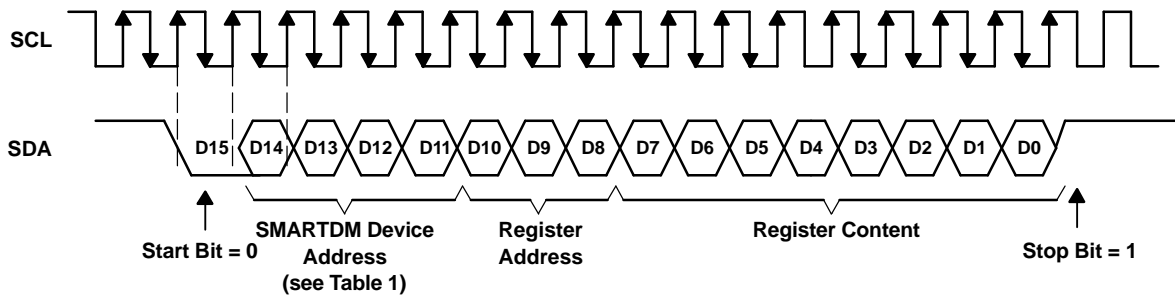 SCL
SDA
D15 D14 D13 D12 D11 D10 D9 D8 D7 D6 D5 D4 D3 D2 D1 D0
Start Bit = 0
SMARTDM Device
Address
(see Table 1)
Register
Address
Register Content
Stop Bit = 1